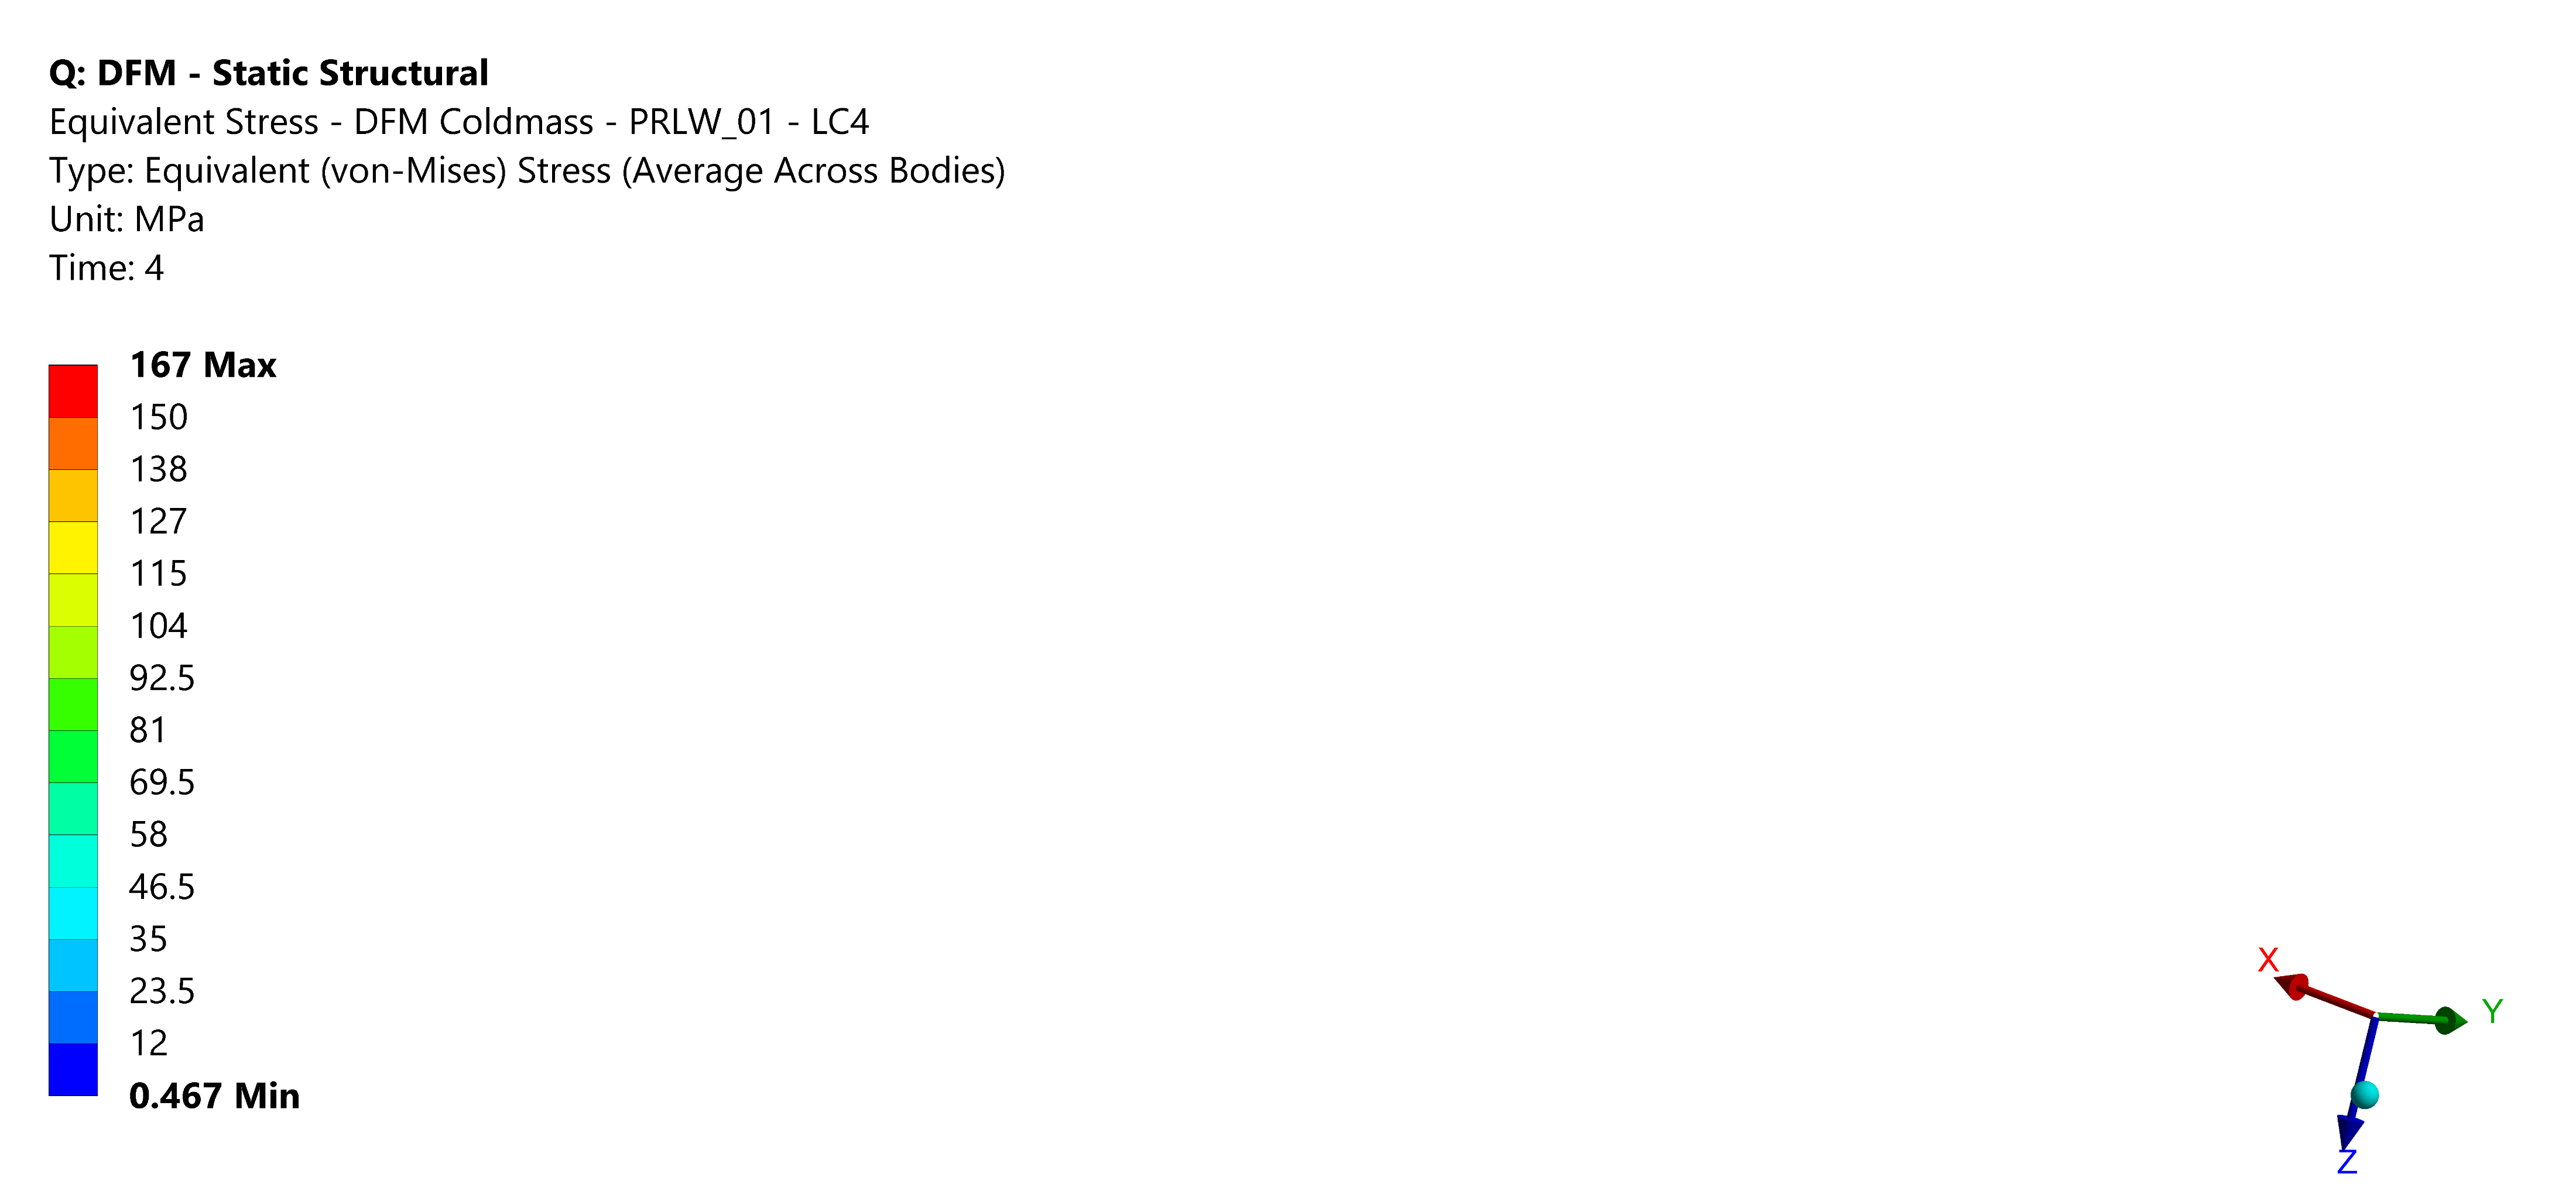 Q: DFM - Static Structural
Equivalent Stress - DFM Coldmass - PRLW_01 - LC4
Type: Equivalent (von-Mises) Stress (Average Across Bodies)
Unit: MPa
Time: 4
167 Max
150
138
127
115
104
92.5
81
69.5
58
46.5
35
23.5
12
0.467 Min
X
Y
Z